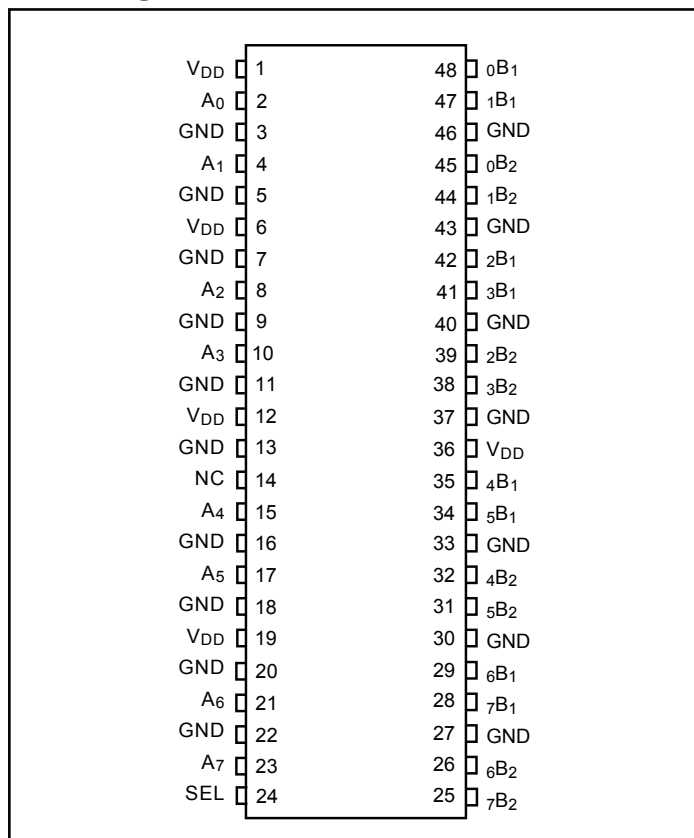 VDD 1 48 0B1
A0 2 47 1B1
GND 3 46 GND
A1 4 45 0B2
GND 5 44 1B2
VDD 6 43 GND
GND 7 42 2B1
A2 8 41 3B1
GND 9 40 GND
A3 10 39 2B2
GND 11 38 3B2
VDD 12 37 GND
GND 13 36 VDD
NC 14 35 4B1
A4 15 34 5B1
GND 16 33 GND
A5 17 32 4B2
GND 18 31 5B2
VDD 19 30 GND
GND 20 29 6B1
A6 21 28 7B1
GND 22 27 GND
A7 23 26 6B2
SEL 24 25 7B2